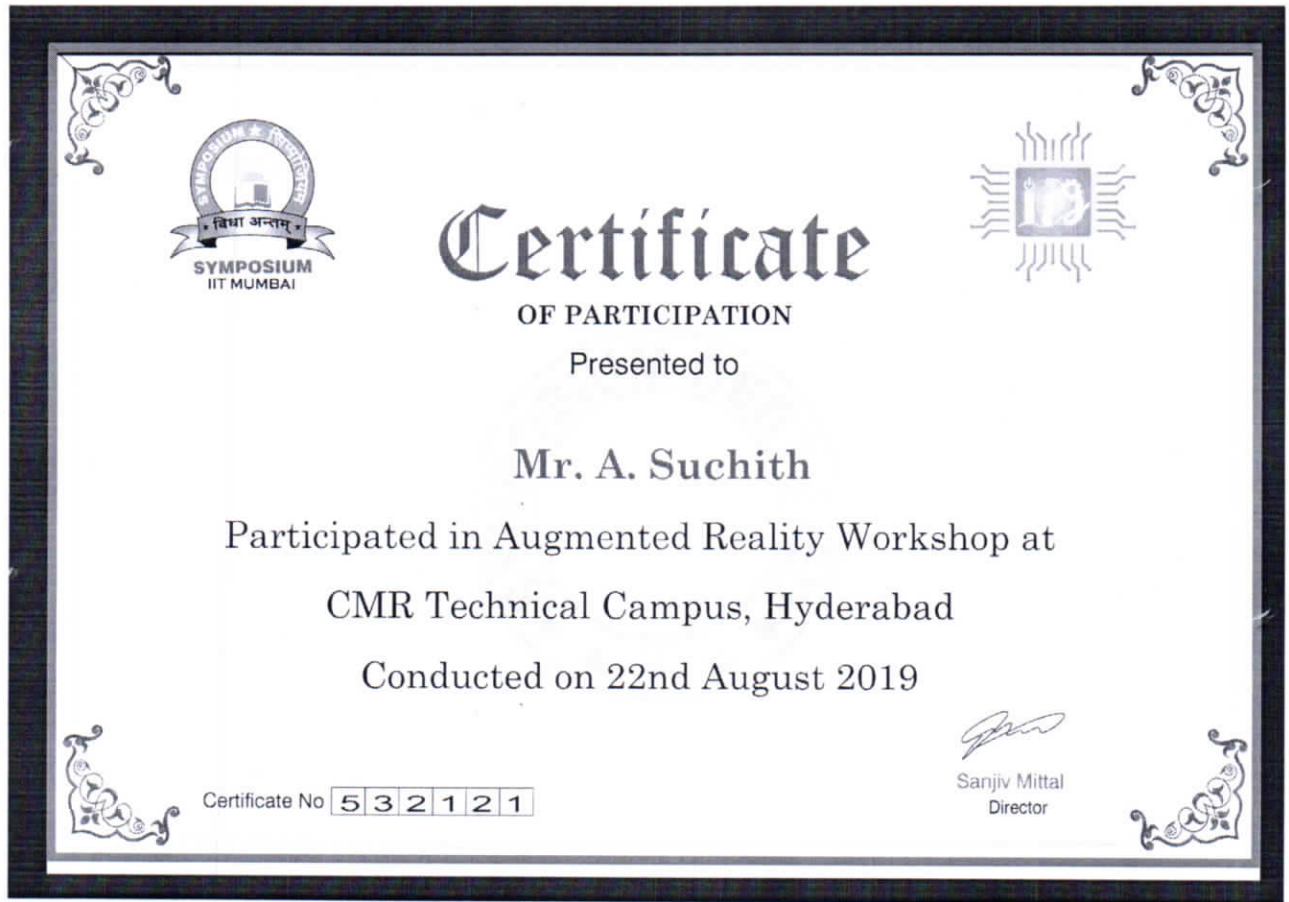 SYMPOSIUM ★ सिम्पोजियम
• विधा अन्तम् •
SYMPOSIUM
IIT MUMBAI
Certificate
OF PARTICIPATION
Presented to
Mr. A. Suchith
Participated in Augmented Reality Workshop at
CMR Technical Campus, Hyderabad
Conducted on 22nd August 2019
Certificate No 532121
Sanjiv Mittal
Director